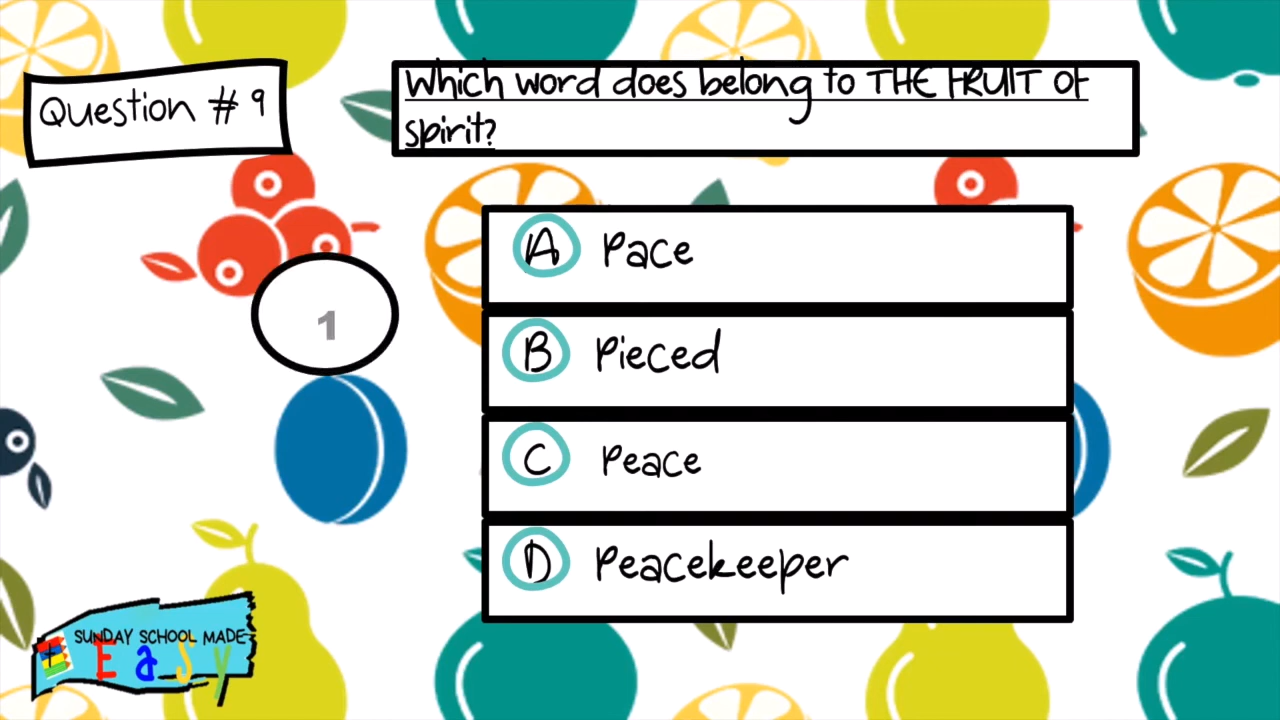 Question # 9
Which word does belong to THE FRUIT OF
spirit?
A Pace
1
B Pieced
C Peace
D Peacekeeper
SUNDAY SCHOOL MADE
Easy